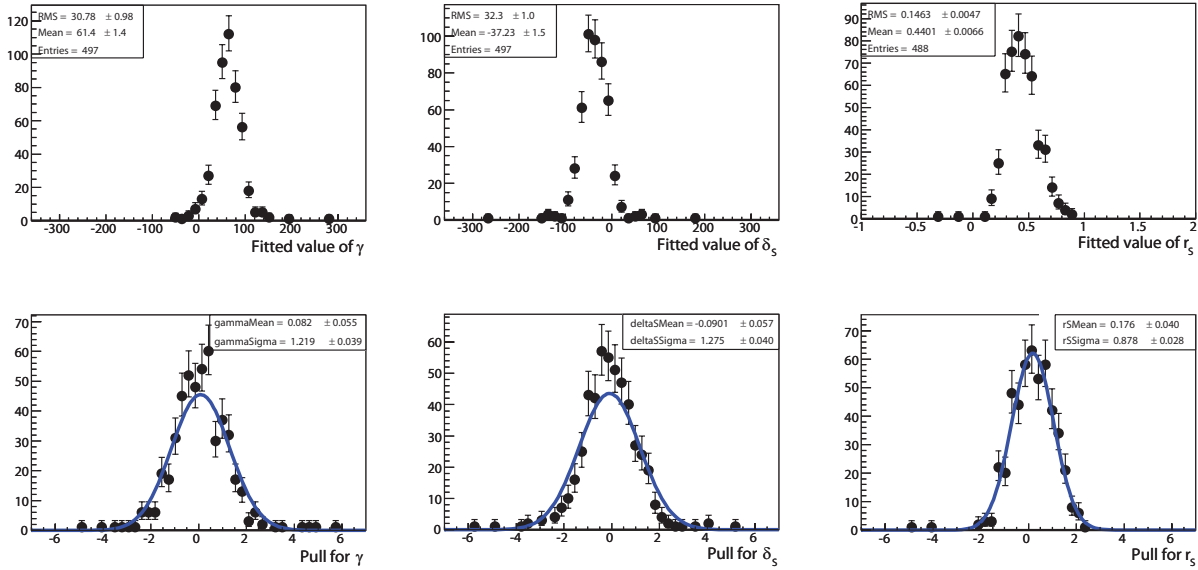 RMS = 30.78 ± 0.98
Mean = 61.4 ± 1.4
Entries = 497
120
100
80
60
40
20
0
-300 -200 -100 0 100 200 300
Fitted value of γ
RMS = 32.3 ± 1.0
Mean = -37.23 ± 1.5
Entries = 497
100
80
60
40
20
0
-300 -200 -100 0 100 200 300
Fitted value of δs
RMS = 0.1463 ± 0.0047
Mean = 0.4401 ± 0.0066
Entries = 488
90
80
70
60
50
40
30
20
10
0
-1 -0.5 0 0.5 1 1.5 2
Fitted value of rs
gammaMean = 0.082 ± 0.055
gammaSigma = 1.219 ± 0.039
70
60
50
40
30
20
10
0
-6 -4 -2 0 2 4 6
Pull for γ
deltaSMean = -0.0901 ± 0.057
deltaSSigma = 1.275 ± 0.040
60
50
40
30
20
10
0
-6 -4 -2 0 2 4 6
Pull for δs
rSMean = 0.176 ± 0.040
rSSigma = 0.878 ± 0.028
70
60
50
40
30
20
10
0
-6 -4 -2 0 2 4 6
Pull for rs